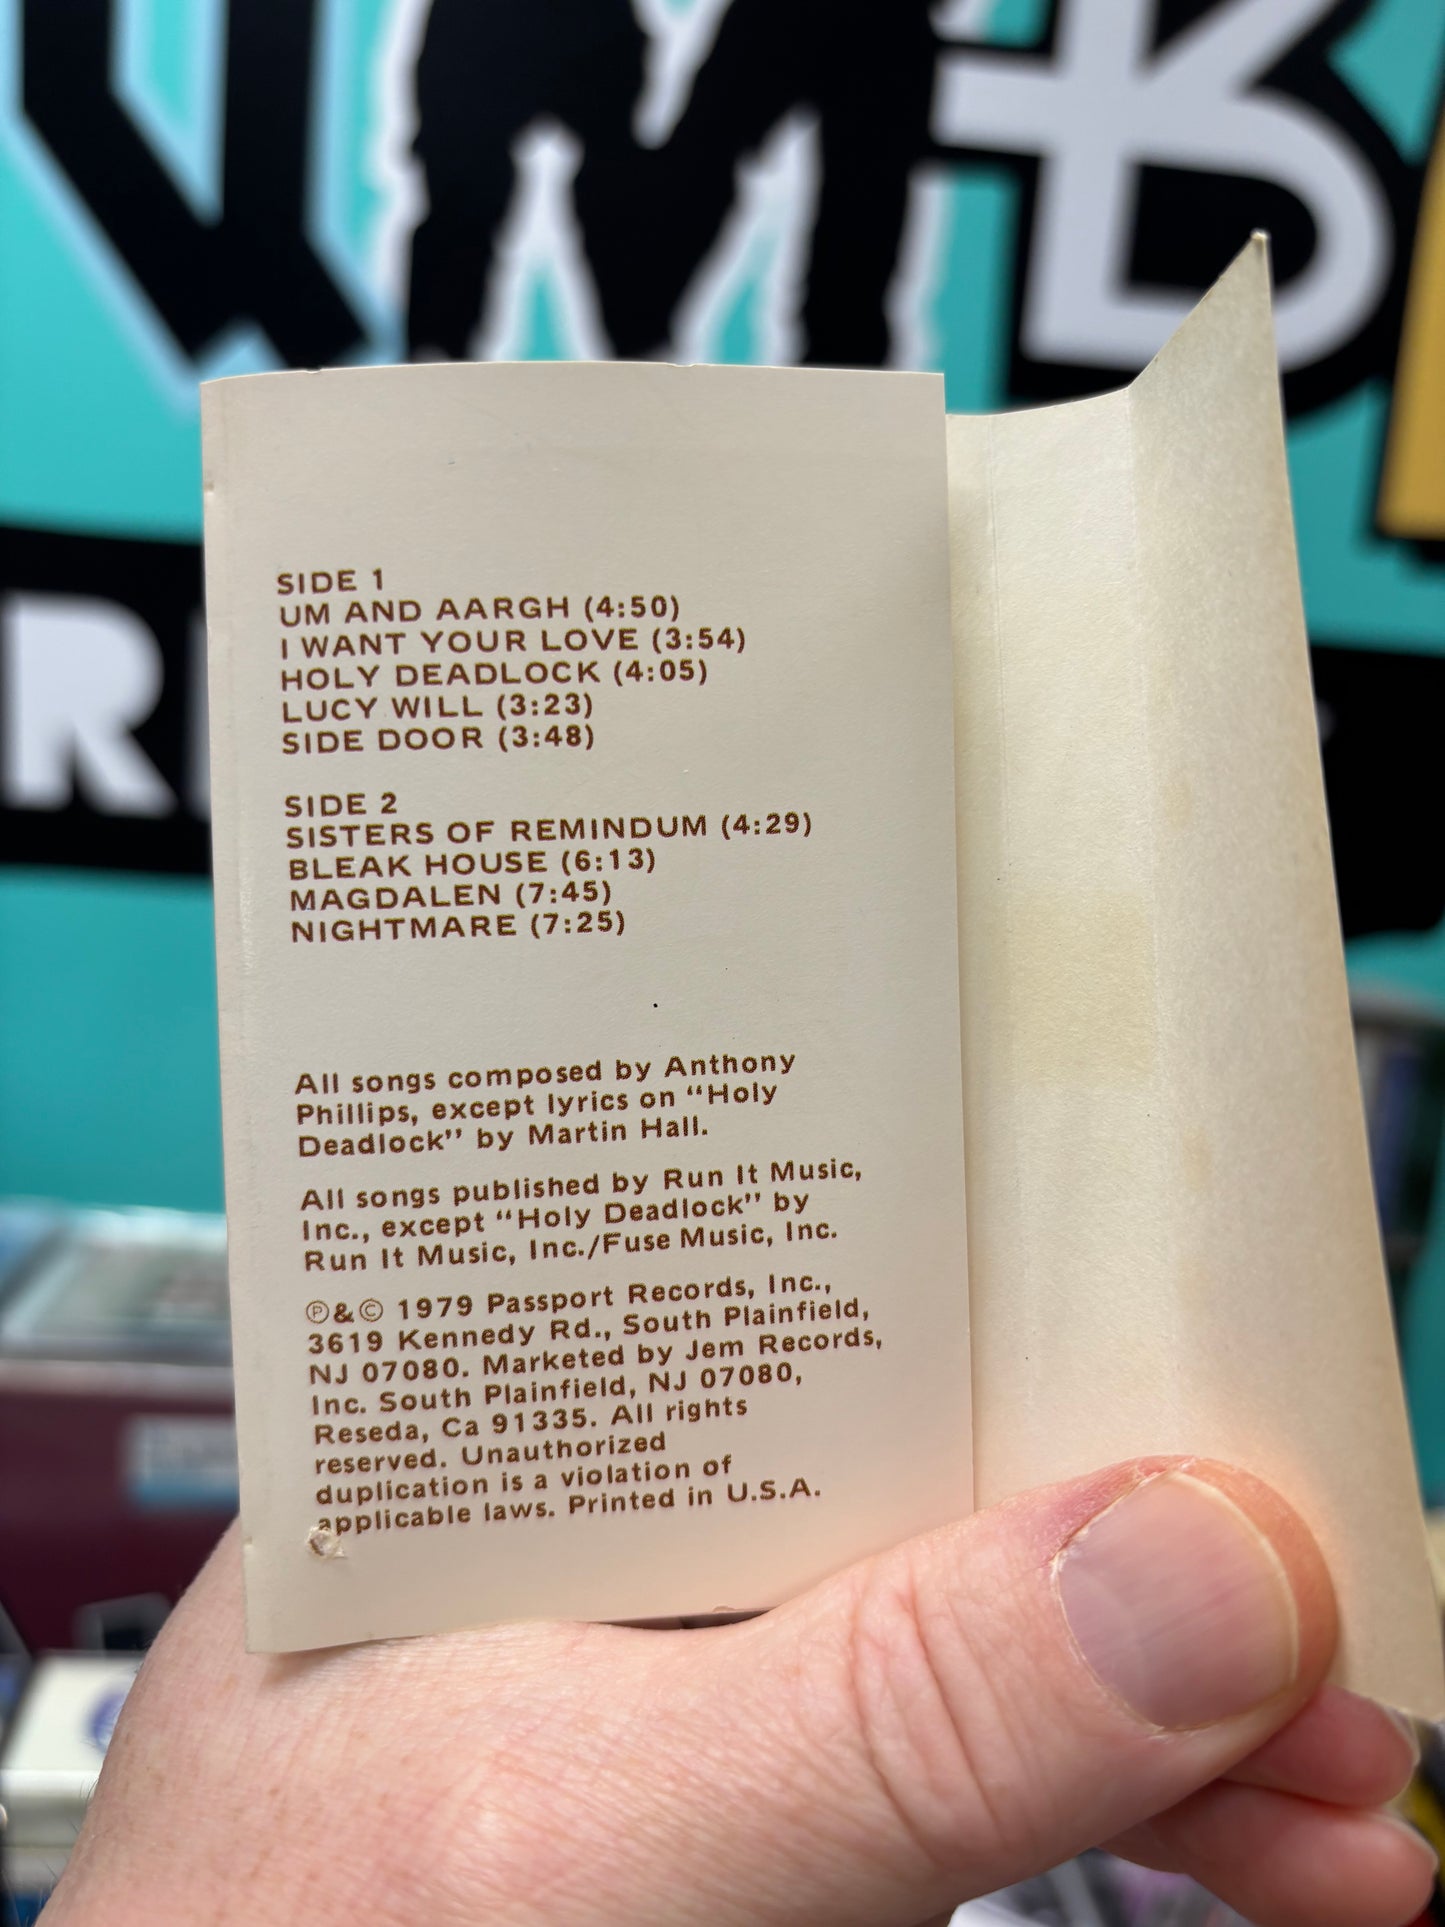 SIDE 1
UM AND AARGH (4:50)
I WANT YOUR LOVE (3:54)
HOLY DEADLOCK (4:05)
LUCY WILL (3:23)
SIDE DOOR (3:48)
SIDE 2
SISTERS OF REMINDUM (4:29)
BLEAK HOUSE (6:13)
MAGDALEN (7:45)
NIGHTMARE (7:25)
All songs composed by Anthony
Phillips, except lyrics on “Holy
Deadlock” by Martin Hall.
All songs published by Run It Music,
Inc., except “Holy Deadlock” by
Run It Music, Inc./Fuse Music, Inc.
℗&© 1979 Passport Records, Inc.,
3619 Kennedy Rd., South Plainfield,
NJ 07080. Marketed by Jem Records,
Inc. South Plainfield, NJ 07080,
Reseda, Ca 91335. All rights
reserved. Unauthorized
duplication is a violation of
applicable laws. Printed in U.S.A.